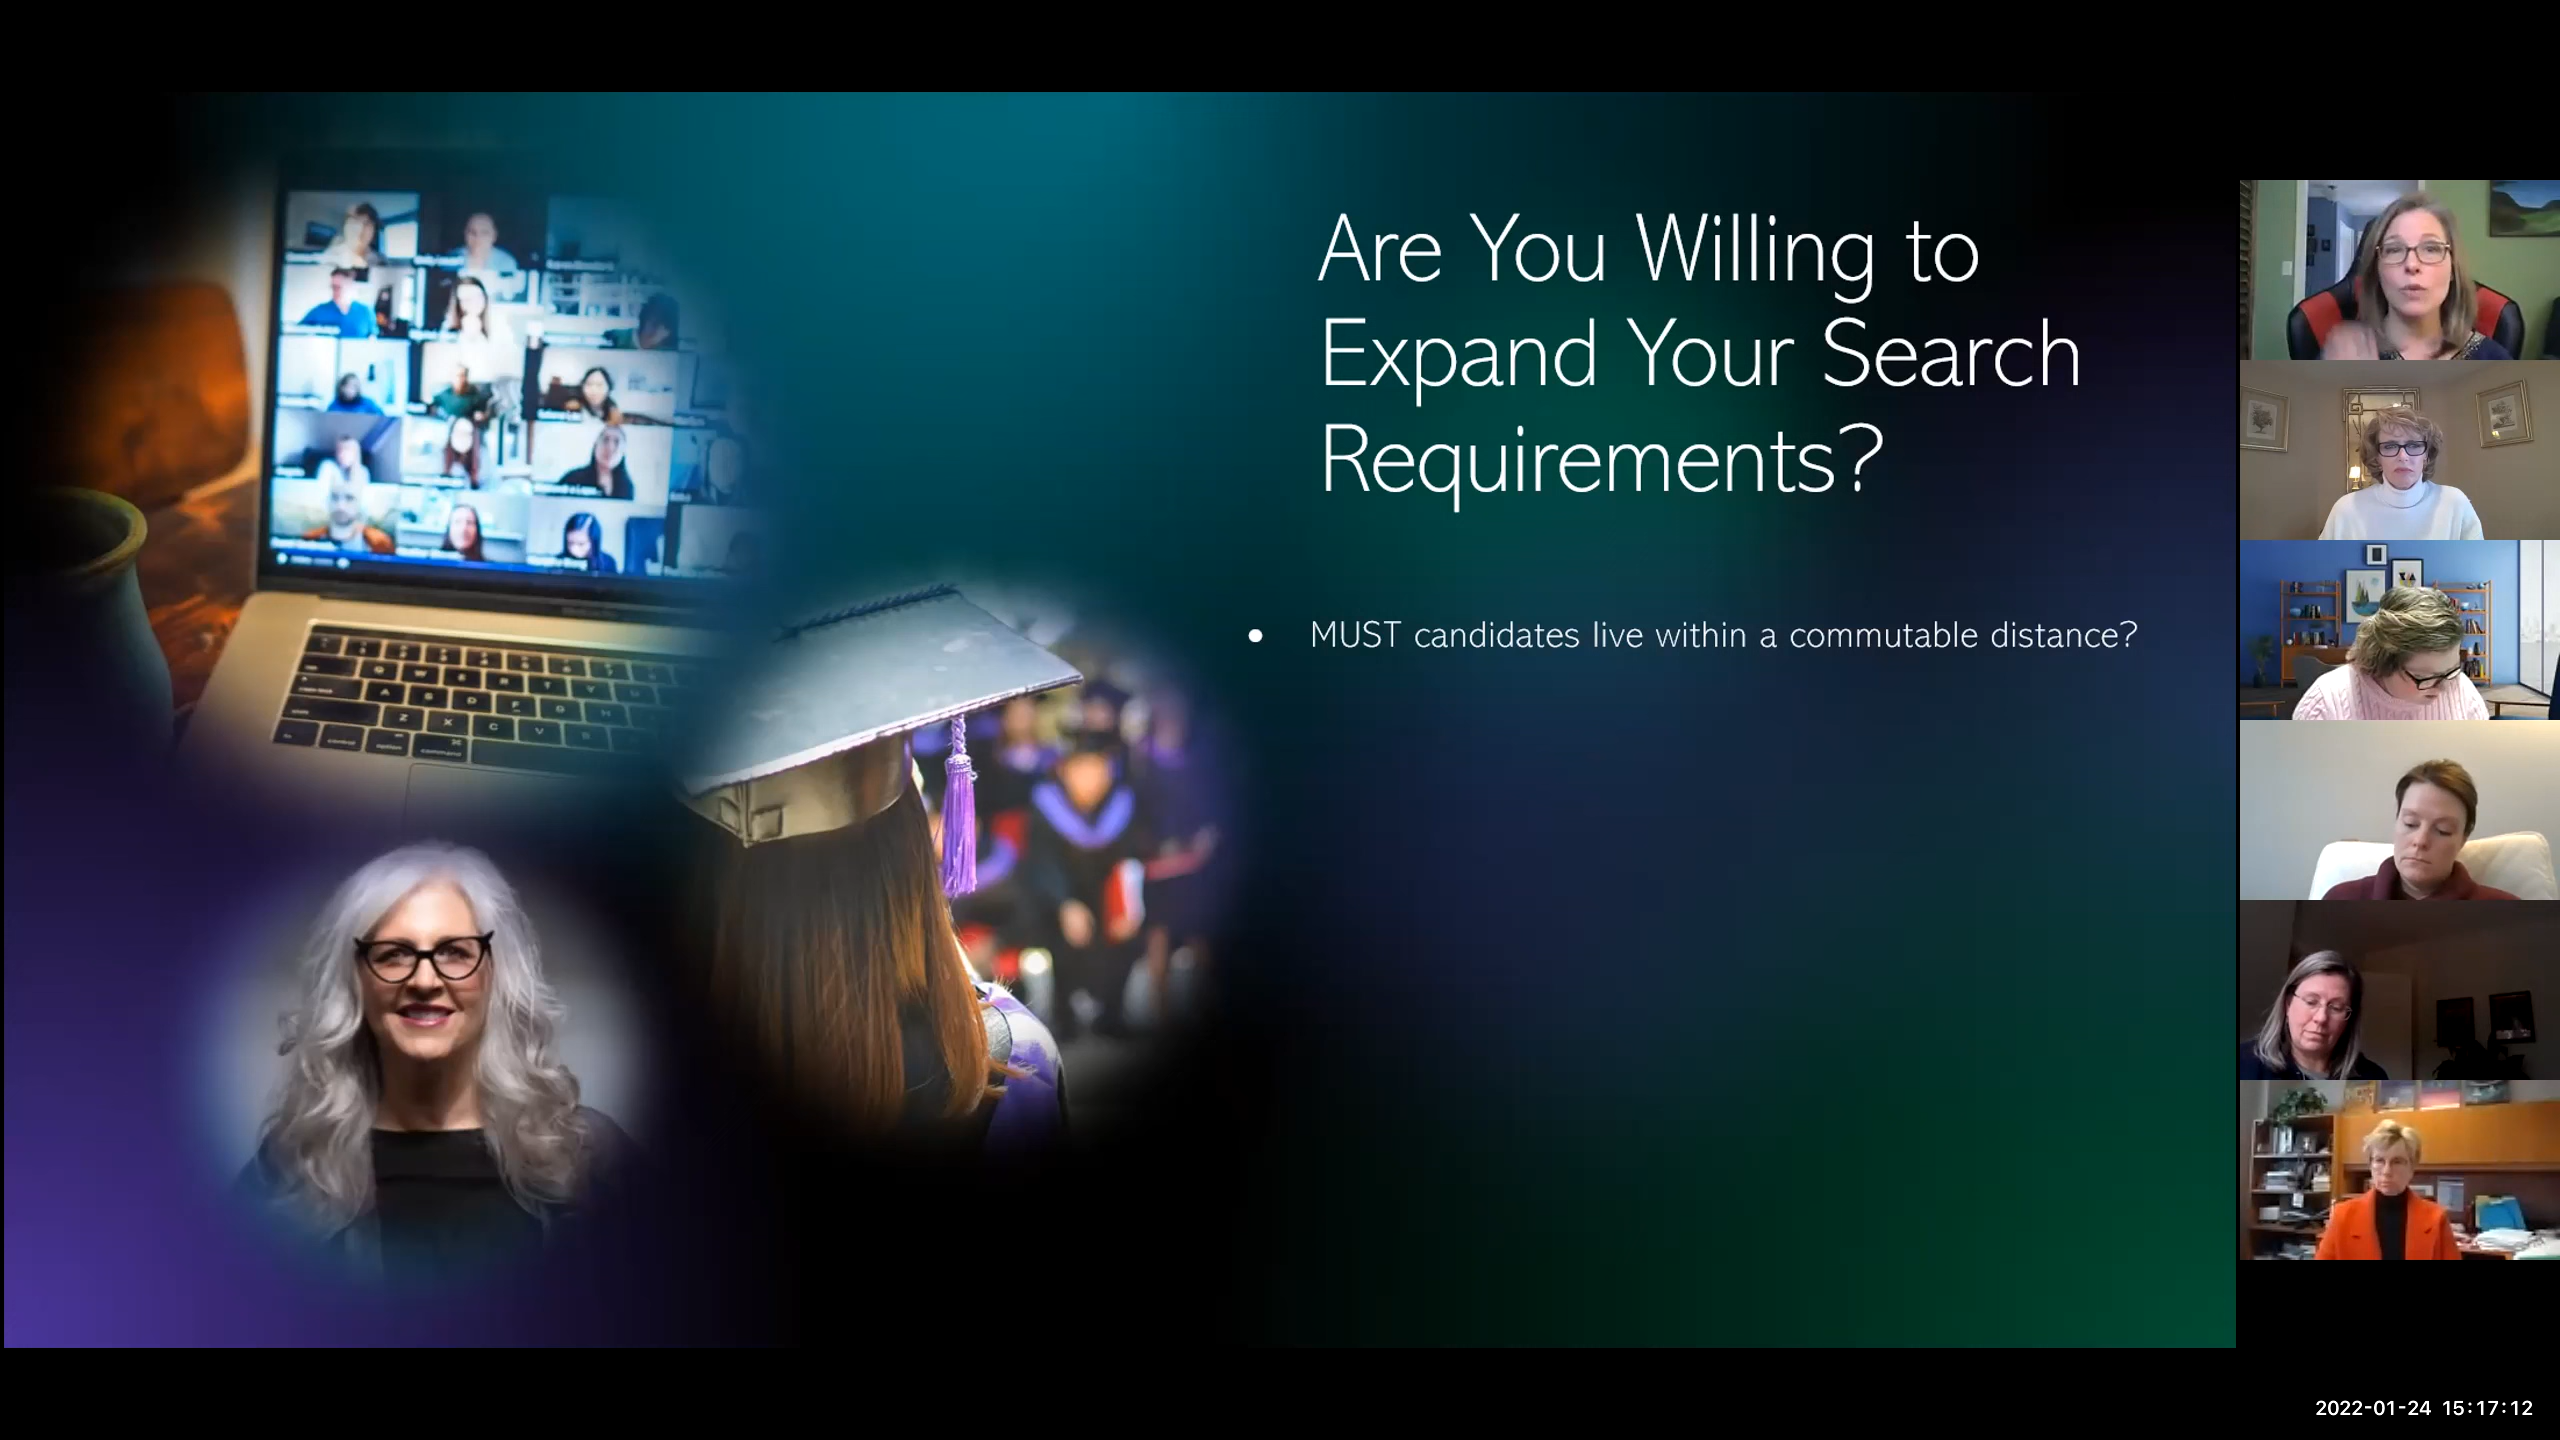 Are You Willing to
Expand Your Search
Requirements?
• MUST candidates live within a commutable distance?
2022-01-24 15:17:12